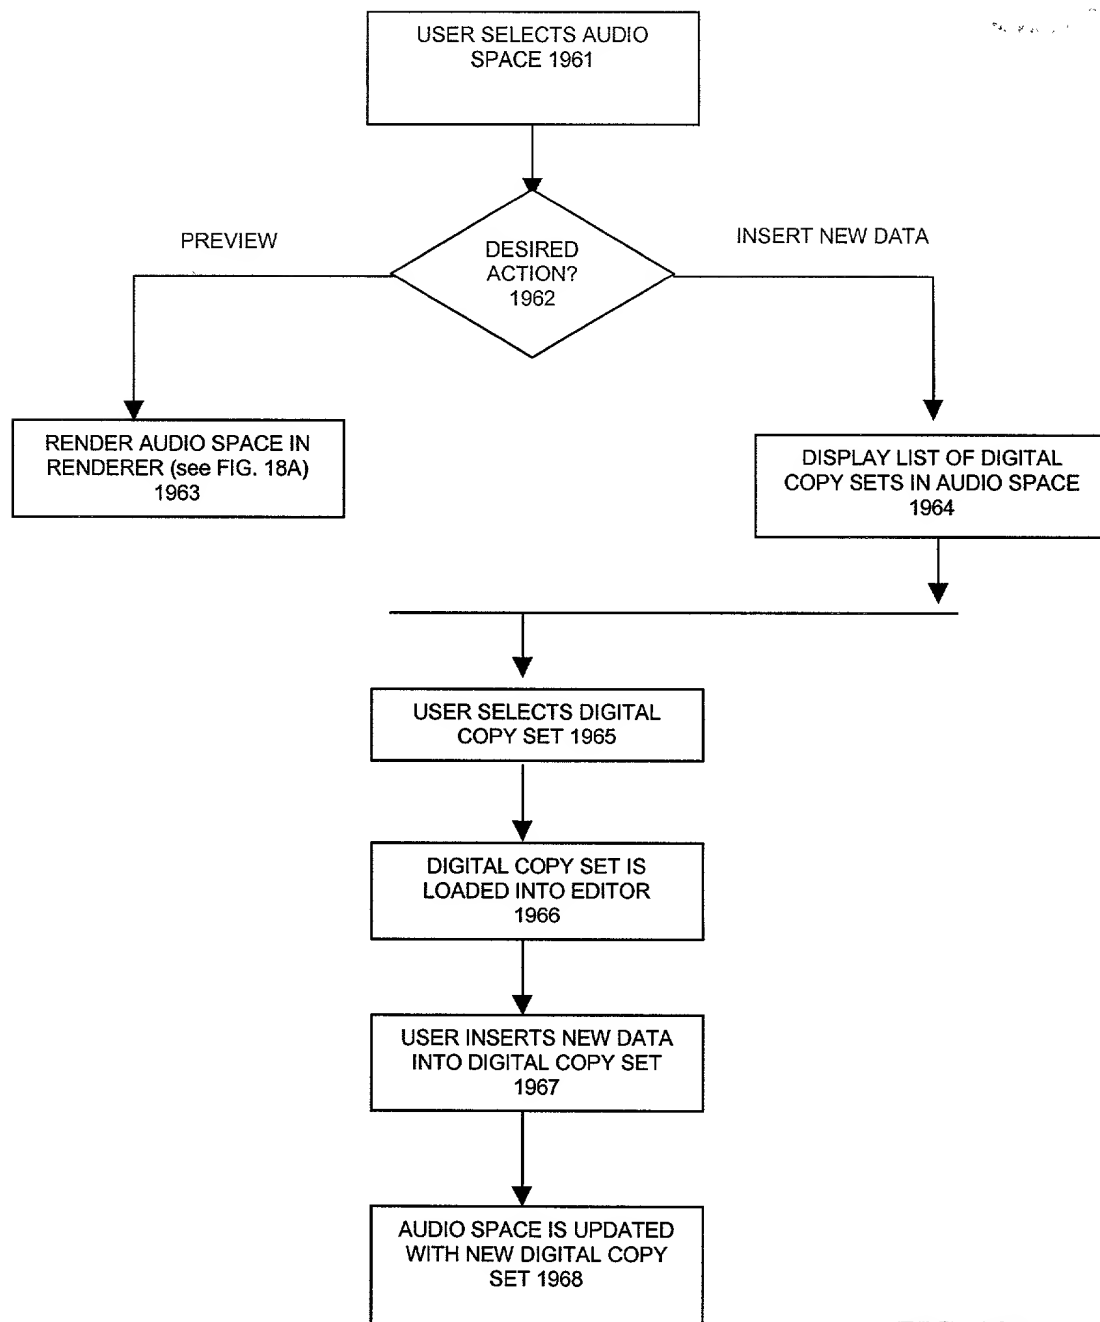 USER SELECTS AUDIO
SPACE 1961
PREVIEW
DESIRED
ACTION?
1962
INSERT NEW DATA
RENDER AUDIO SPACE IN
RENDERER (see FIG. 18A)
1963
DISPLAY LIST OF DIGITAL
COPY SETS IN AUDIO SPACE
1964
USER SELECTS DIGITAL
COPY SET 1965
DIGITAL COPY SET IS
LOADED INTO EDITOR
1966
USER INSERTS NEW DATA
INTO DIGITAL COPY SET
1967
AUDIO SPACE IS UPDATED
WITH NEW DIGITAL COPY
SET 1968